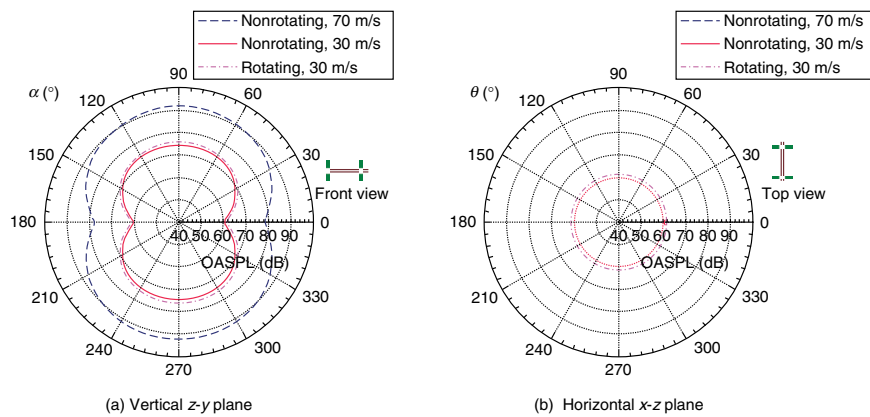 Nonrotating, 70 m/s
Nonrotating, 30 m/s
Rotating, 30 m/s
α (°)
90
60
30
0
330
300
270
240
210
180
150
120
40 50 60 70 80 90
OASPL (dB)
Front view
(a) Vertical z-y plane
Nonrotating, 70 m/s
Nonrotating, 30 m/s
Rotating, 30 m/s
θ (°)
90
60
30
0
330
300
270
240
210
180
150
120
40 50 60 70 80 90
OASPL (dB)
Top view
(b) Horizontal x-z plane